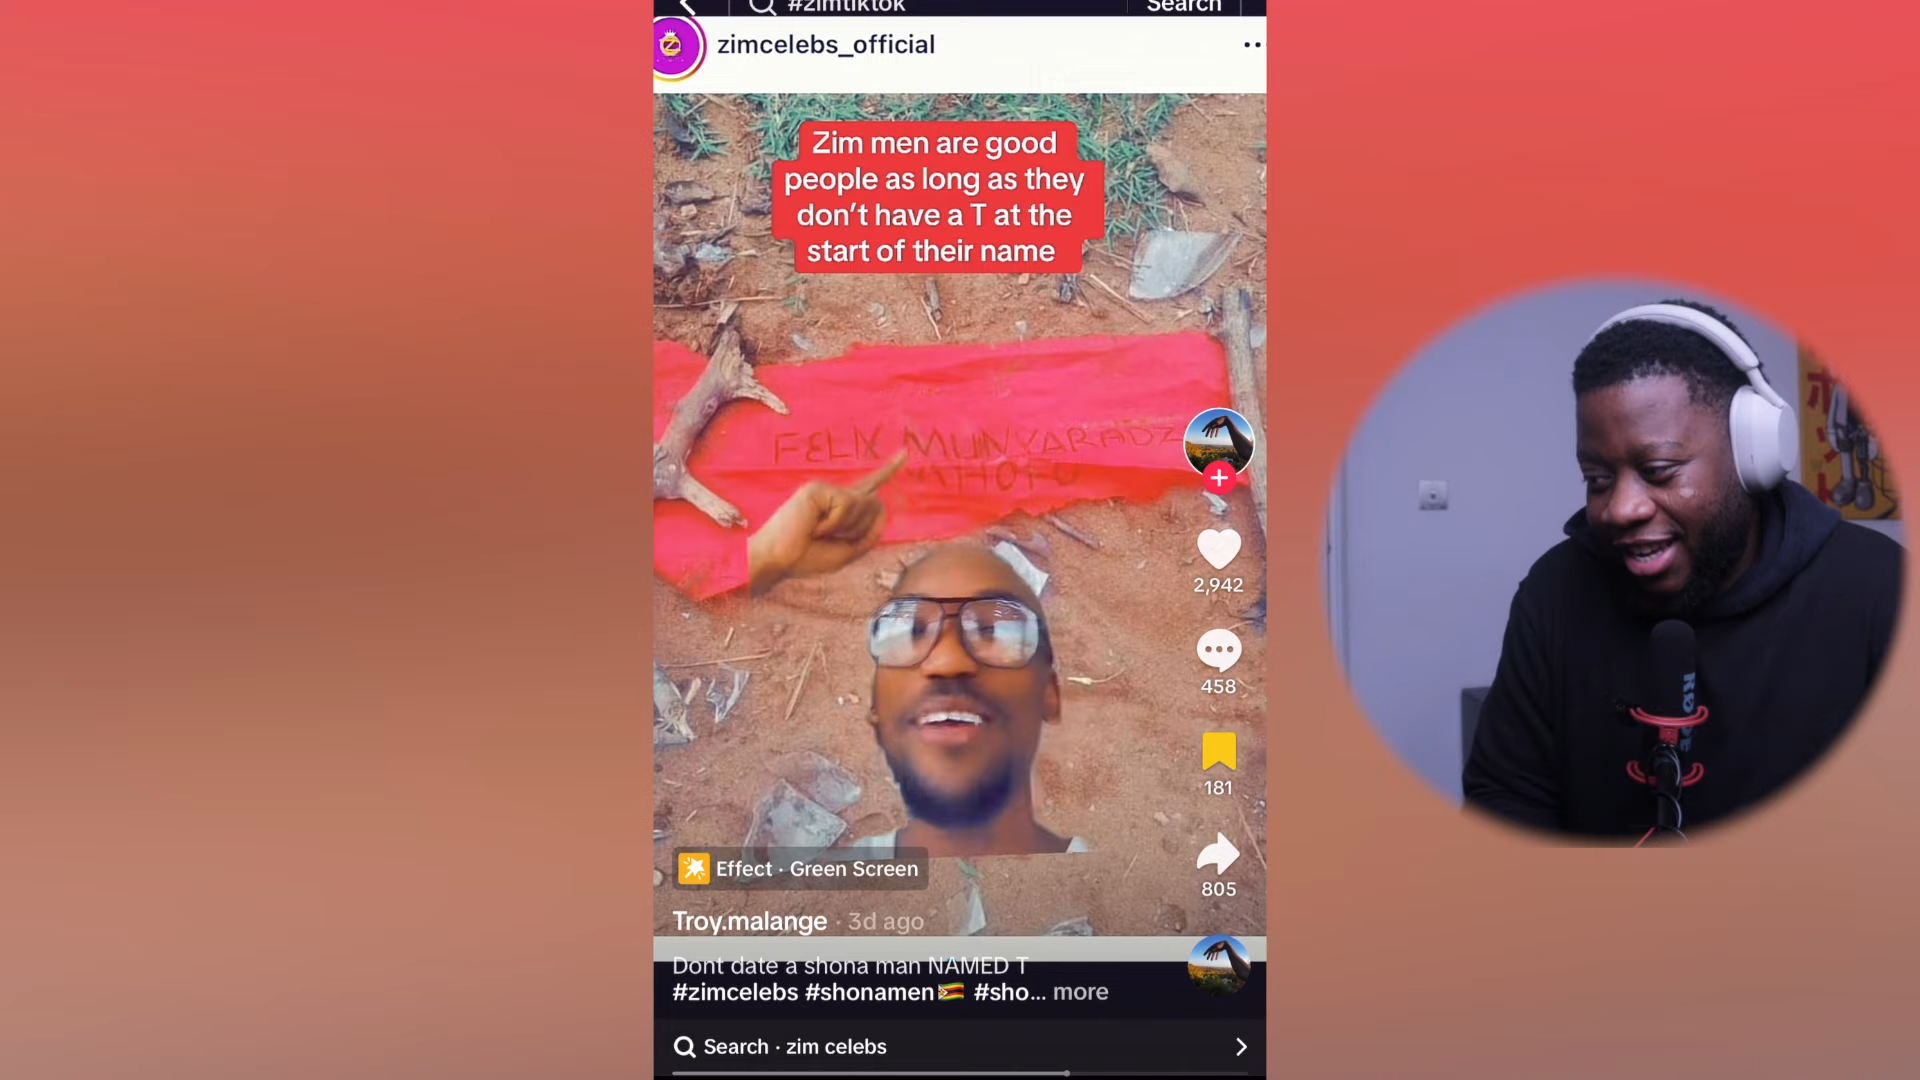 #zimtiktok
Search
zimcelebs_official
Zim men are good
people as long as they
don't have a T at the
start of their name
FELIX MUNYARADZ
2,942
458
181
805
Effect · Green Screen
Troy.malange · 3d ago
Dont date a shona man NAMED T
#zimcelebs #shonamen🇿🇼 #sho... more
Search · zim celebs